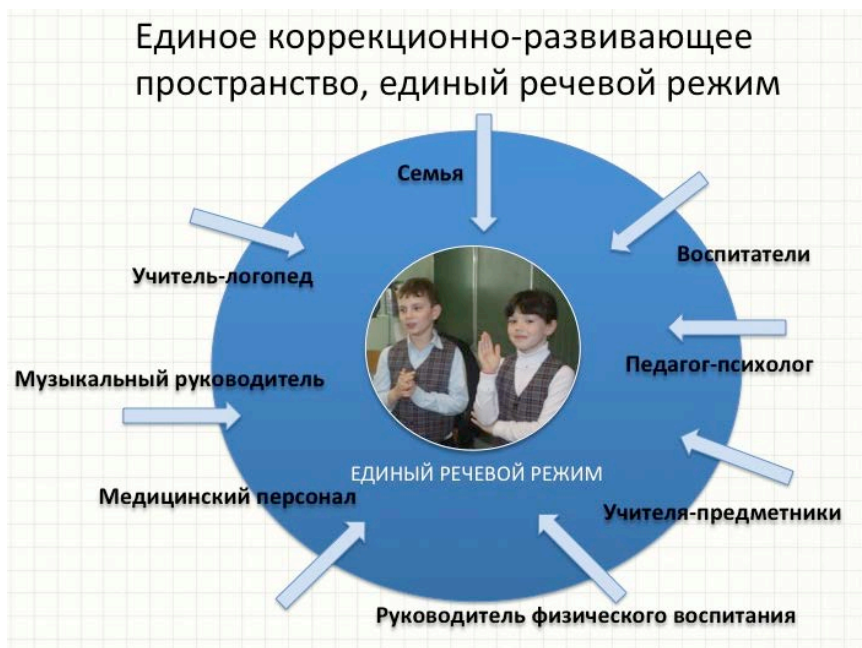 Единое коррекционно-развивающее
пространство, единый речевой режим
Семья
Воспитатели
Учитель-логопед
Педагог-психолог
Музыкальный руководитель
ЕДИНЫЙ РЕЧЕВОЙ РЕЖИМ
Медицинский персонал
Учителя-предметники
Руководитель физического воспитания